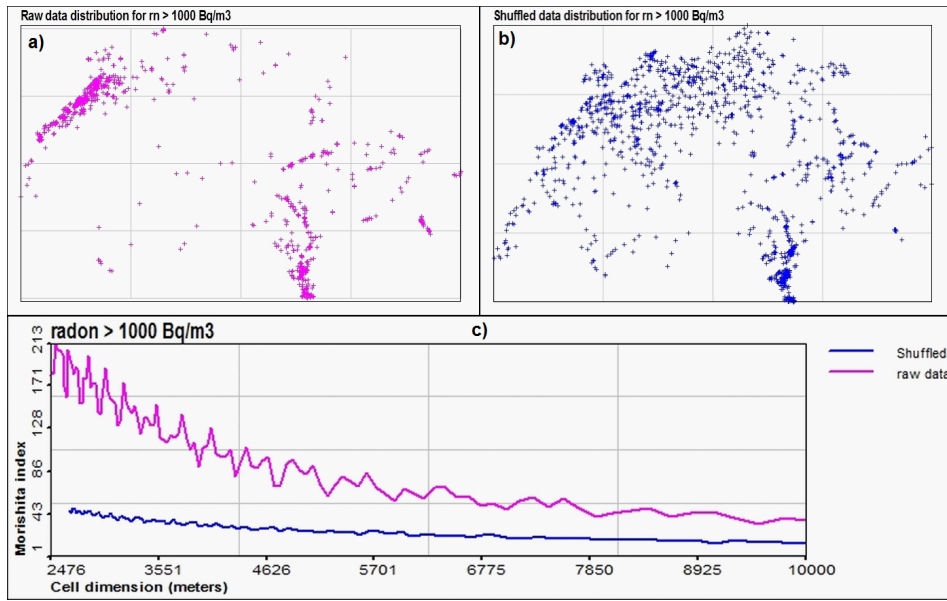 Raw data distribution for rn > 1000 Bq/m3
a)
Shuffled data distribution for rn > 1000 Bq/m3
b)
radon > 1000 Bq/m3
c)
213
171
128
86
43
1
Morishita index
2476 3551 4626 5701 6775 7850 8925 10000
Cell dimension (meters)
Shuffled
raw data